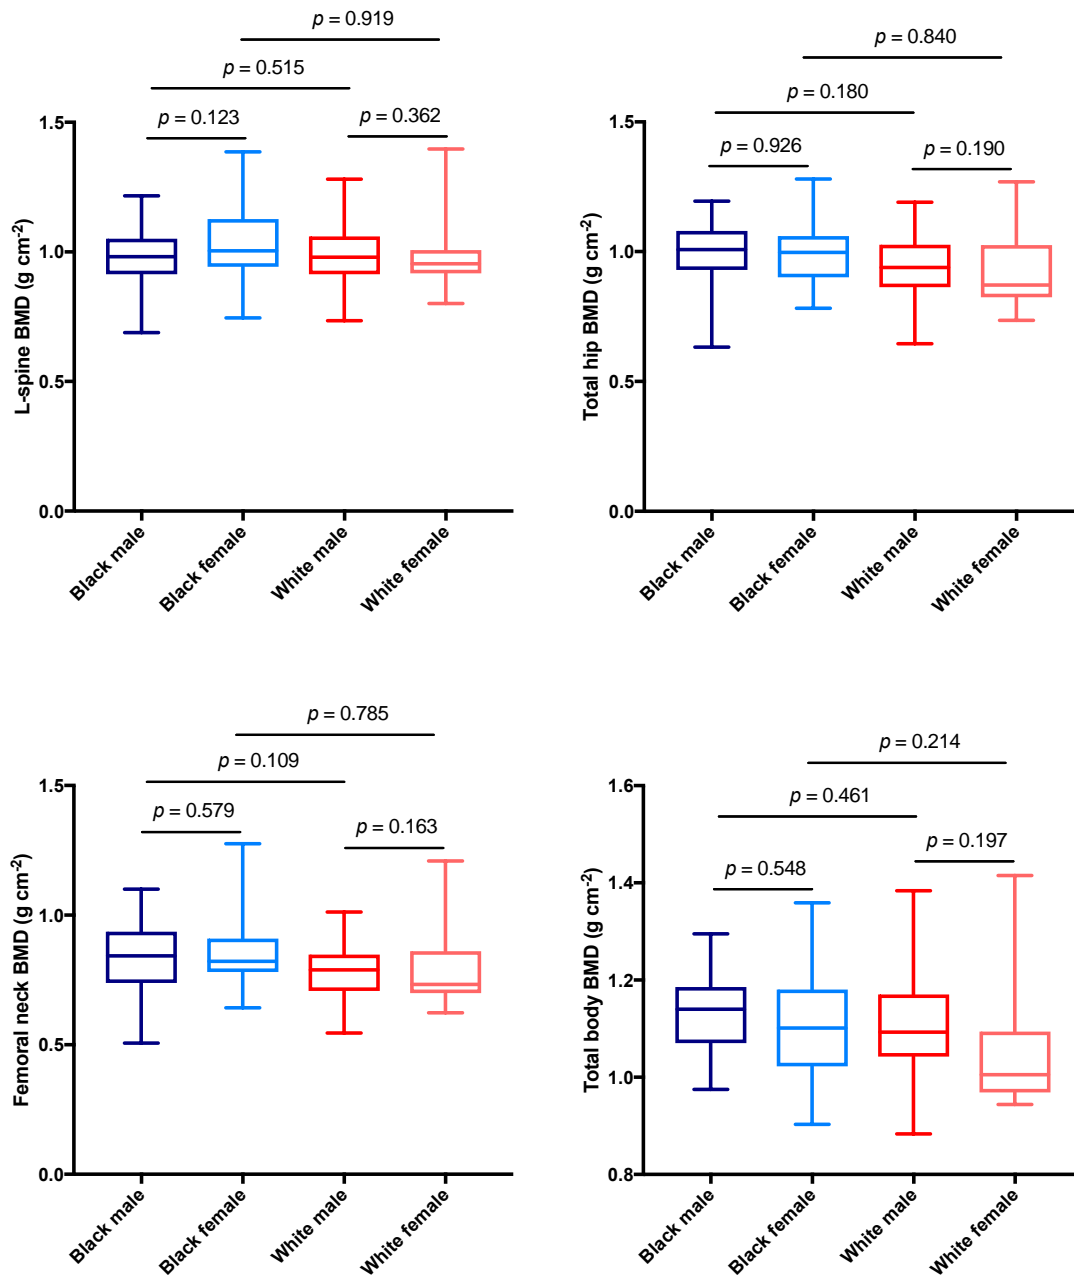 p = 0.919
p = 0.515
p = 0.123
p = 0.362
1.5
1.0
0.5
0.0
L-spine BMD (g cm-2)
Black male
Black female
White male
White female
p = 0.840
p = 0.180
p = 0.926
p = 0.190
1.5
1.0
0.5
0.0
Total hip BMD (g cm-2)
Black male
Black female
White male
White female
p = 0.785
p = 0.109
p = 0.579
p = 0.163
1.5
1.0
0.5
0.0
Femoral neck BMD (g cm-2)
Black male
Black female
White male
White female
p = 0.214
p = 0.461
p = 0.197
p = 0.548
1.6
1.4
1.2
1.0
0.8
Total body BMD (g cm-2)
Black male
Black female
White male
White female